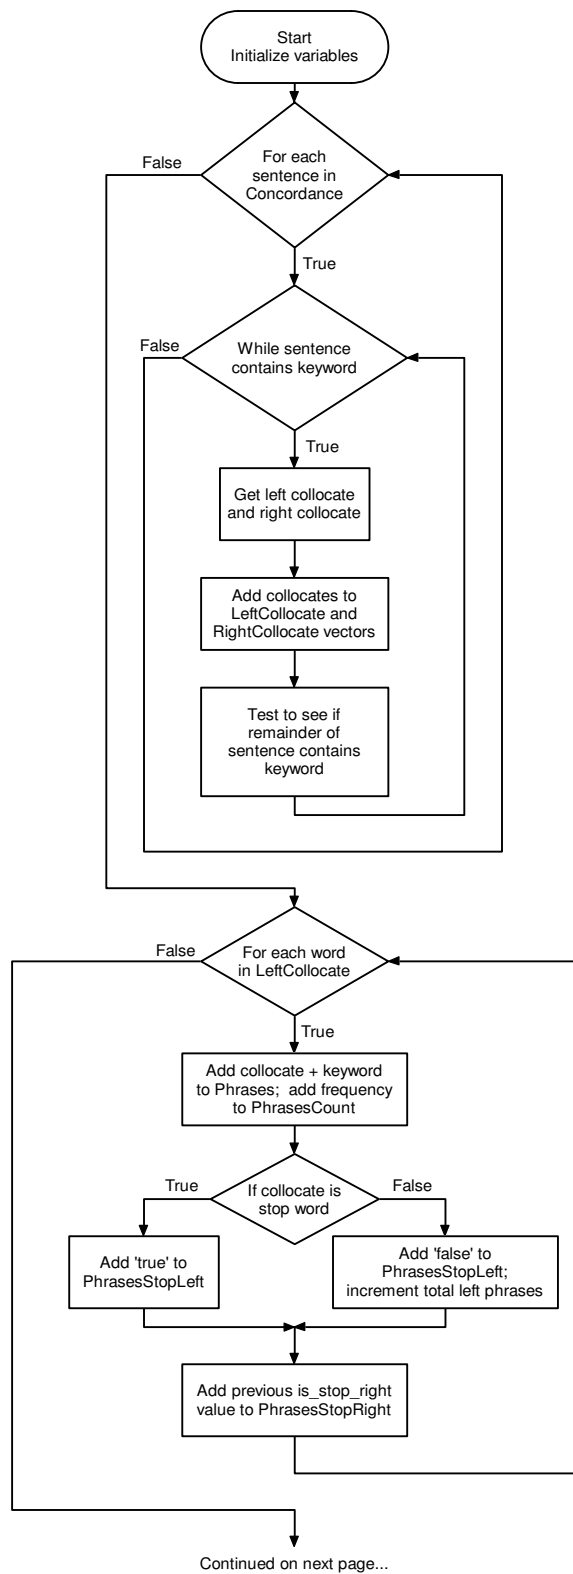 Start
Initialize variables
False
For each
sentence in
Concordance
True
False
While sentence
contains keyword
True
Get left collocate
and right collocate
Add collocates to
LeftCollocate and
RightCollocate vectors
Test to see if
remainder of
sentence contains
keyword
False
For each word
in LeftCollocate
True
Add collocate + keyword
to Phrases;  add frequency
to PhrasesCount
True
If collocate is
stop word
False
Add 'true' to
PhrasesStopLeft
Add 'false' to
PhrasesStopLeft;
increment total left phrases
Add previous is_stop_right
value to PhrasesStopRight
Continued on next page...